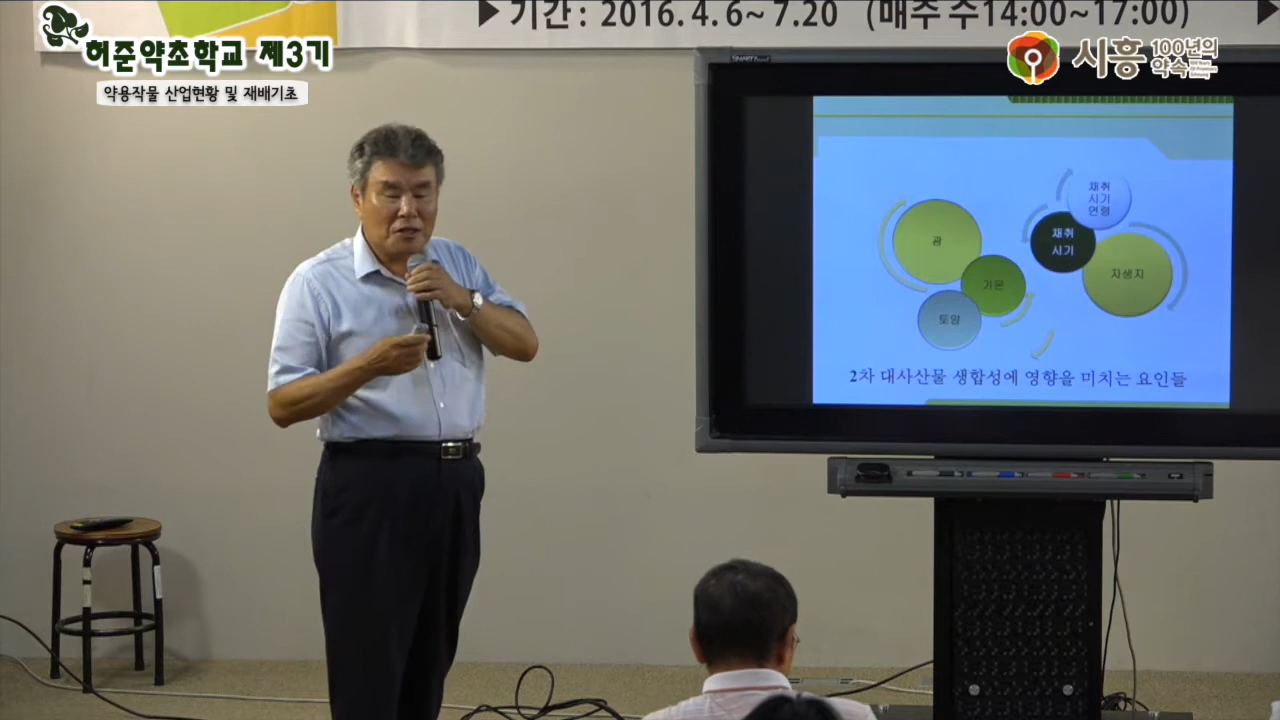 ▶기간 : 2016. 4. 6~ 7.20 (매주 수14:00~17:00)
허준약초학교 제3기
약용작물 산업현황 및 재배기초
시흥 100년의 약속
채취
시기
연령
채취
시기
광
자생지
기온
토양
2차 대사산물 생합성에 영향을 미치는 요인들